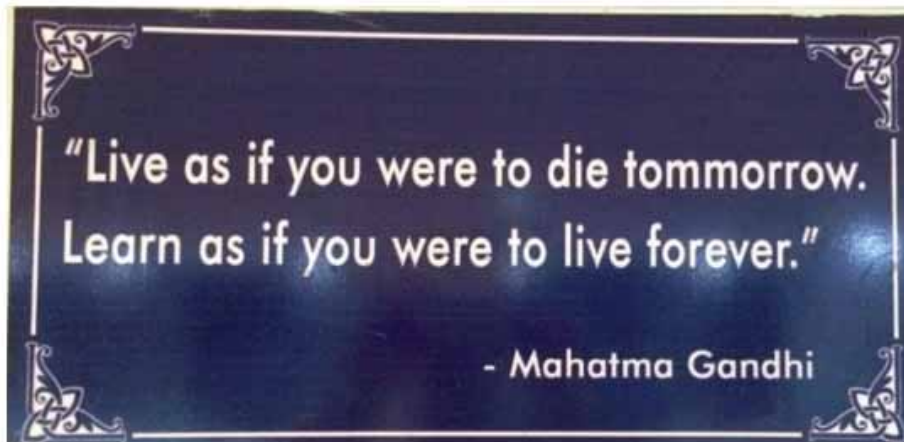 "Live as if you were to die tommorrow.
Learn as if you were to live forever."
- Mahatma Gandhi